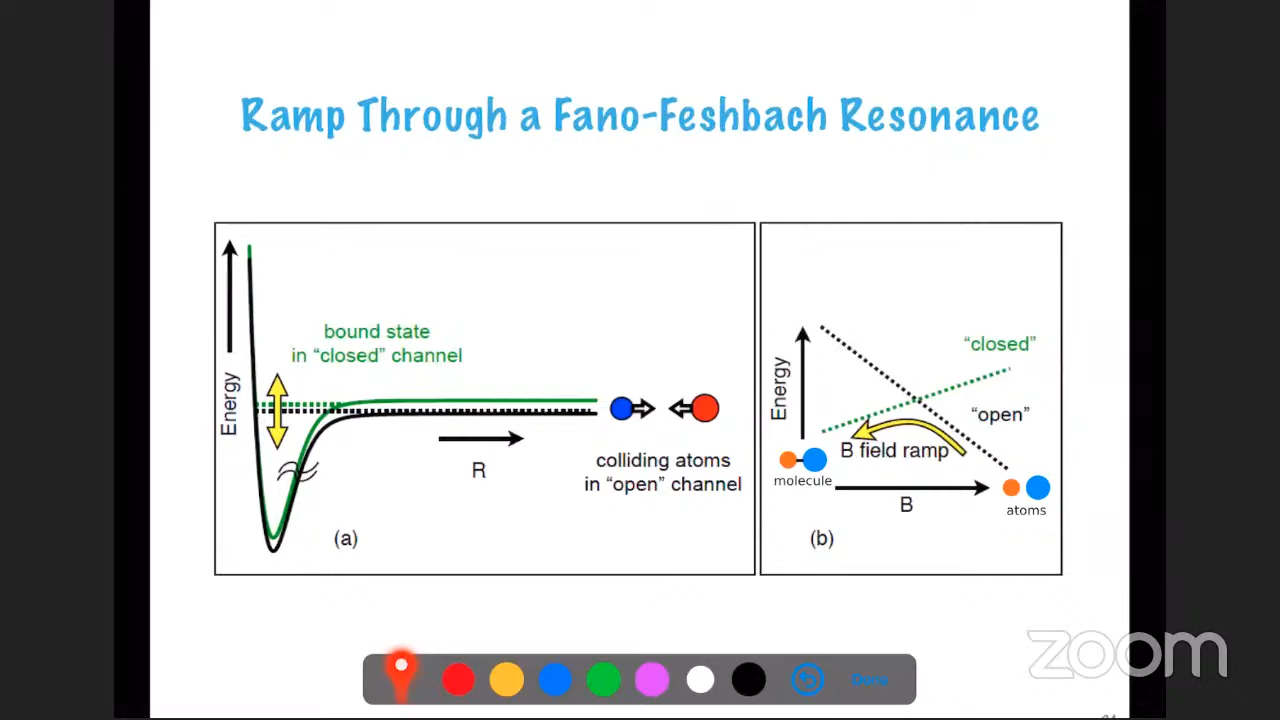 Ramp Through a Fano-Feshbach Resonance
Energy
bound state
in “closed” channel
R
colliding atoms
in “open” channel
(a)
Energy
“closed”
“open”
B field ramp
molecule
B
atoms
(b)
Done
zoom